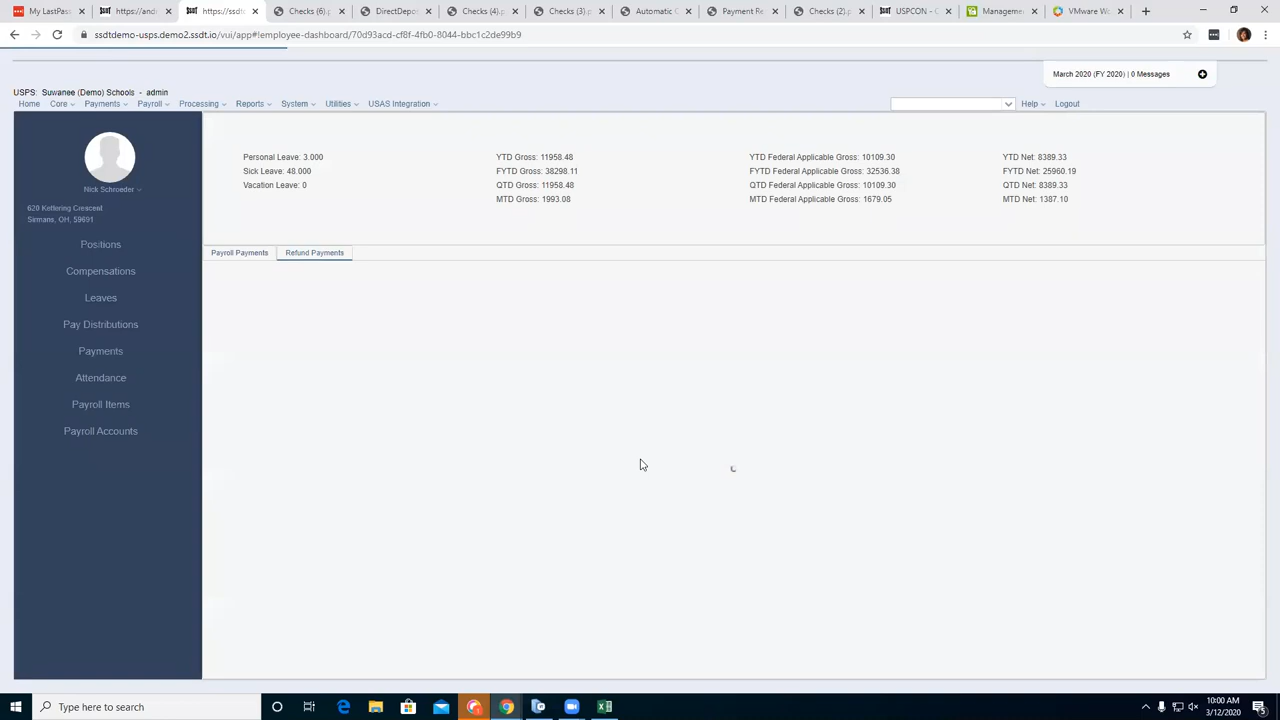 My LastPass
https://ando
https://ssdt
Checks (6).p
DirectDepos
Checks (4).p
Checks (3).p
Automatic C
Payment Re
Checks (2).p
USPCON - C
Managemen
VMware Wo
ssdtdemo-usps.demo2.ssdt.io/vui/app#!employee-dashboard/70d93acd-cf8f-4fb0-8044-bbc1c2de99b9
March 2020 (FY 2020) | 0 Messages
USPS: Suwanee (Demo) Schools - admin
Home Core Payments Payroll Processing Reports System Utilities USAS Integration Help Logout
Nick Schroeder
620 Kettering Crescent
Sirmans, OH, 59691
Positions
Compensations
Leaves
Pay Distributions
Payments
Attendance
Payroll Items
Payroll Accounts
Personal Leave: 3.000
Sick Leave: 48.000
Vacation Leave: 0
YTD Gross: 11958.48
FYTD Gross: 38298.11
QTD Gross: 11958.48
MTD Gross: 1993.08
YTD Federal Applicable Gross: 10109.30
FYTD Federal Applicable Gross: 32536.38
QTD Federal Applicable Gross: 10109.30
MTD Federal Applicable Gross: 1679.05
YTD Net: 8389.33
FYTD Net: 25960.19
QTD Net: 8389.33
MTD Net: 1387.10
Payroll Payments Refund Payments
Type here to search
10:00 AM
3/12/2020